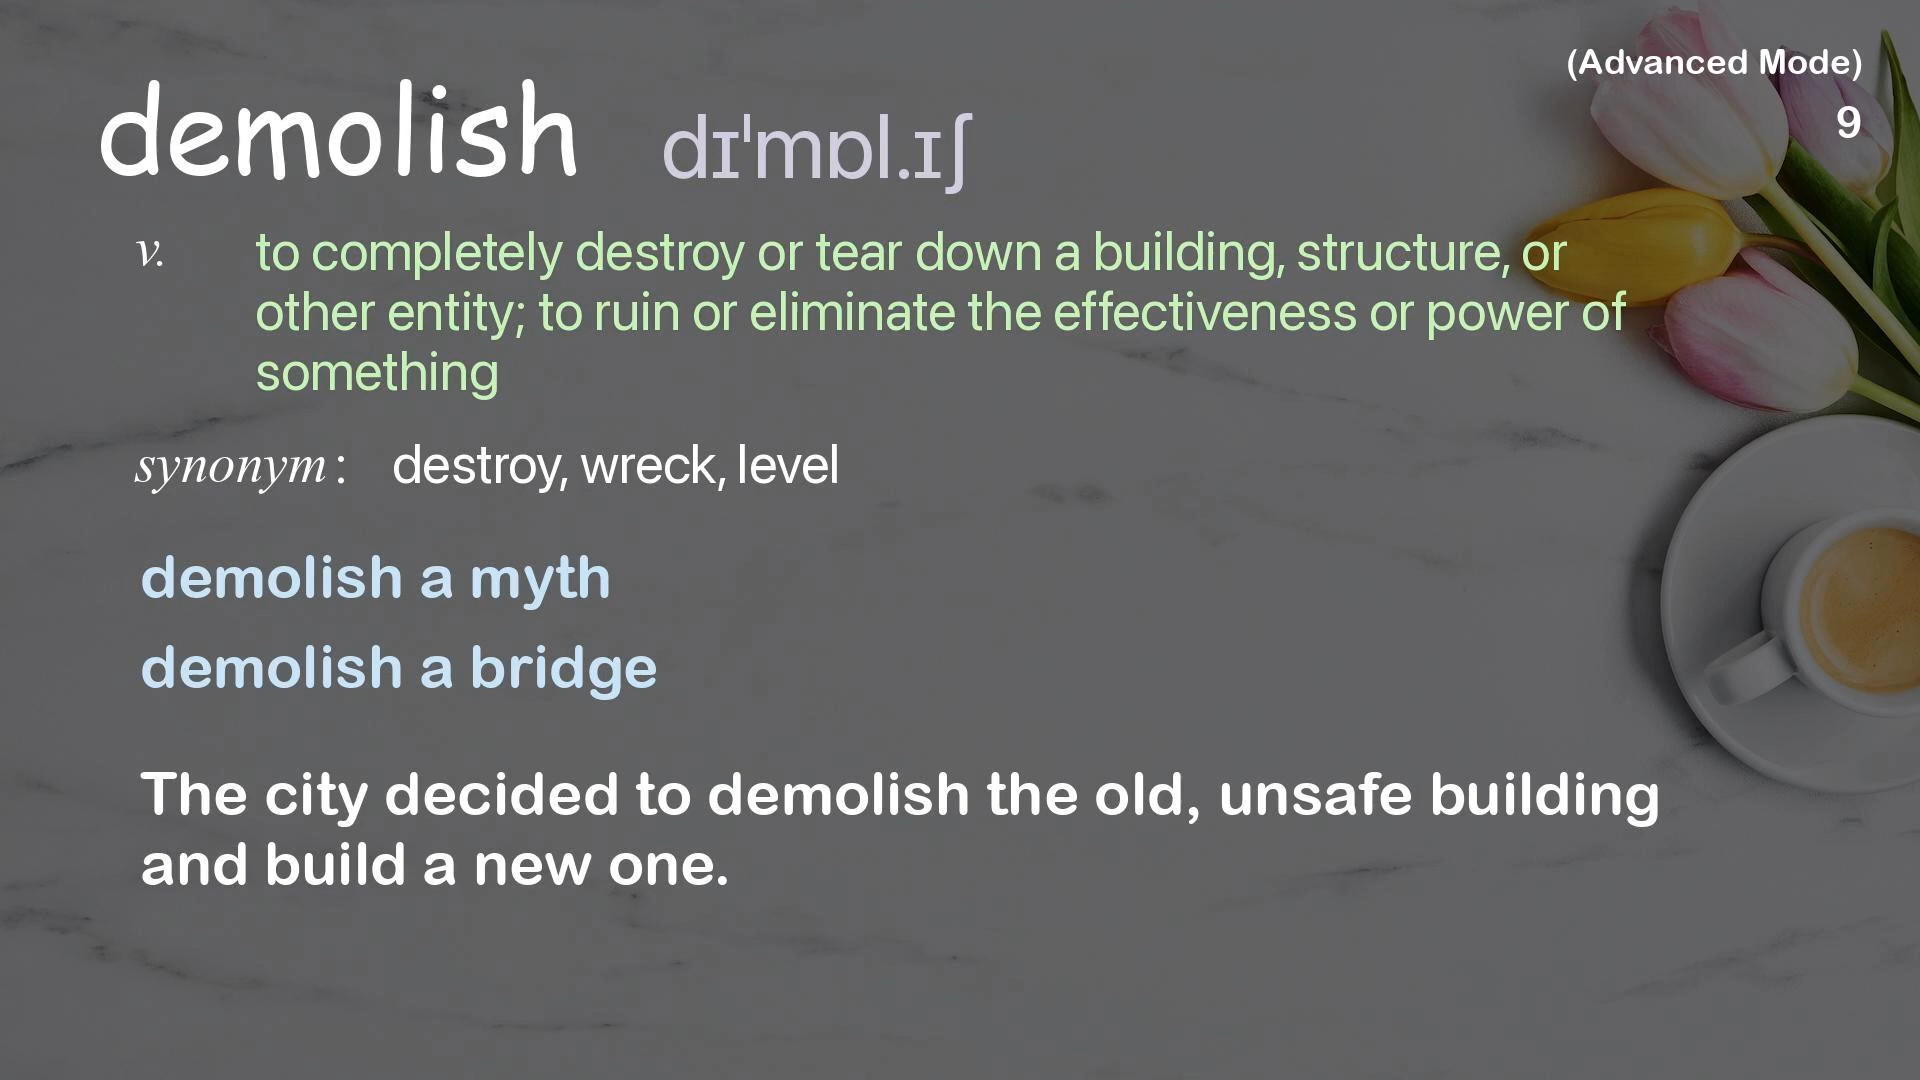 (Advanced Mode)
9
demolish dɪˈmɒl.ɪʃ
v. to completely destroy or tear down a building, structure, or
other entity; to ruin or eliminate the effectiveness or power of
something
synonym : destroy, wreck, level
demolish a myth
demolish a bridge
The city decided to demolish the old, unsafe building
and build a new one.